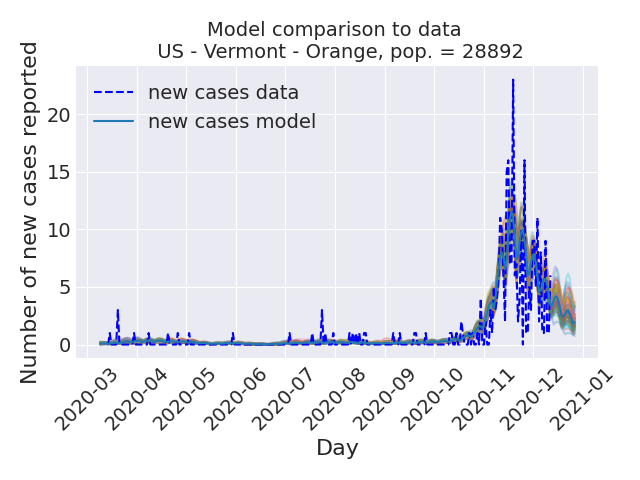 Model comparison to data
US - Vermont - Orange, pop. = 28892
Number of new cases reported
new cases data
new cases model
20
15
10
5
0
2020-03
2020-04
2020-05
2020-06
2020-07
2020-08
2020-09
2020-10
2020-11
2020-12
2021-01
Day